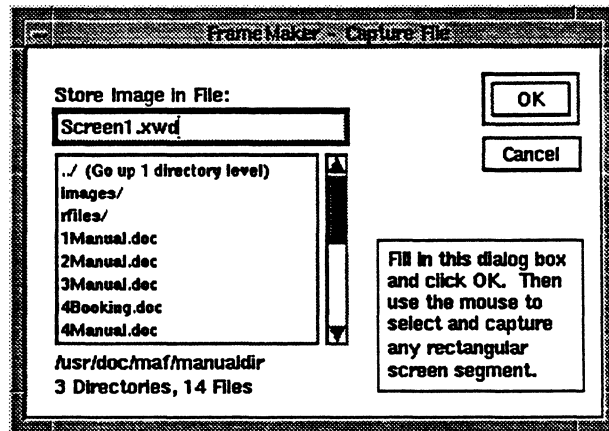 FrameMaker - Capture File
Store Image in File:
Screen1.xwd
OK
Cancel
../ (Go up 1 directory level)
images/
rfiles/
1Manual.doc
2Manual.doc
3Manual.doc
4Booking.doc
4Manual.doc
/usr/doc/maf/manualdir
3 Directories, 14 Files
Fill in this dialog box
and click OK. Then
use the mouse to
select and capture
any rectangular
screen segment.